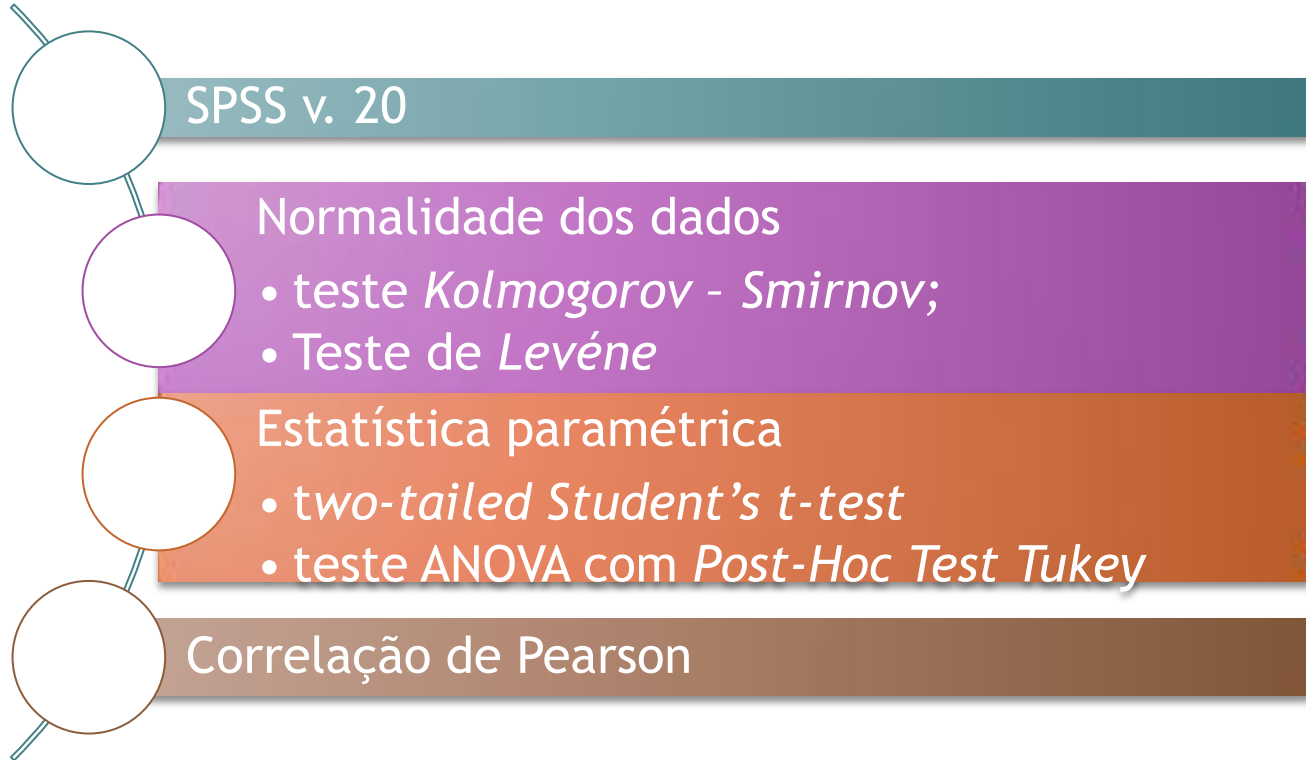 SPSS v. 20
Normalidade dos dados
• teste Kolmogorov – Smirnov;
• Teste de Levéne
Estatística paramétrica
• two-tailed Student’s t-test
• teste ANOVA com Post-Hoc Test Tukey
Correlação de Pearson